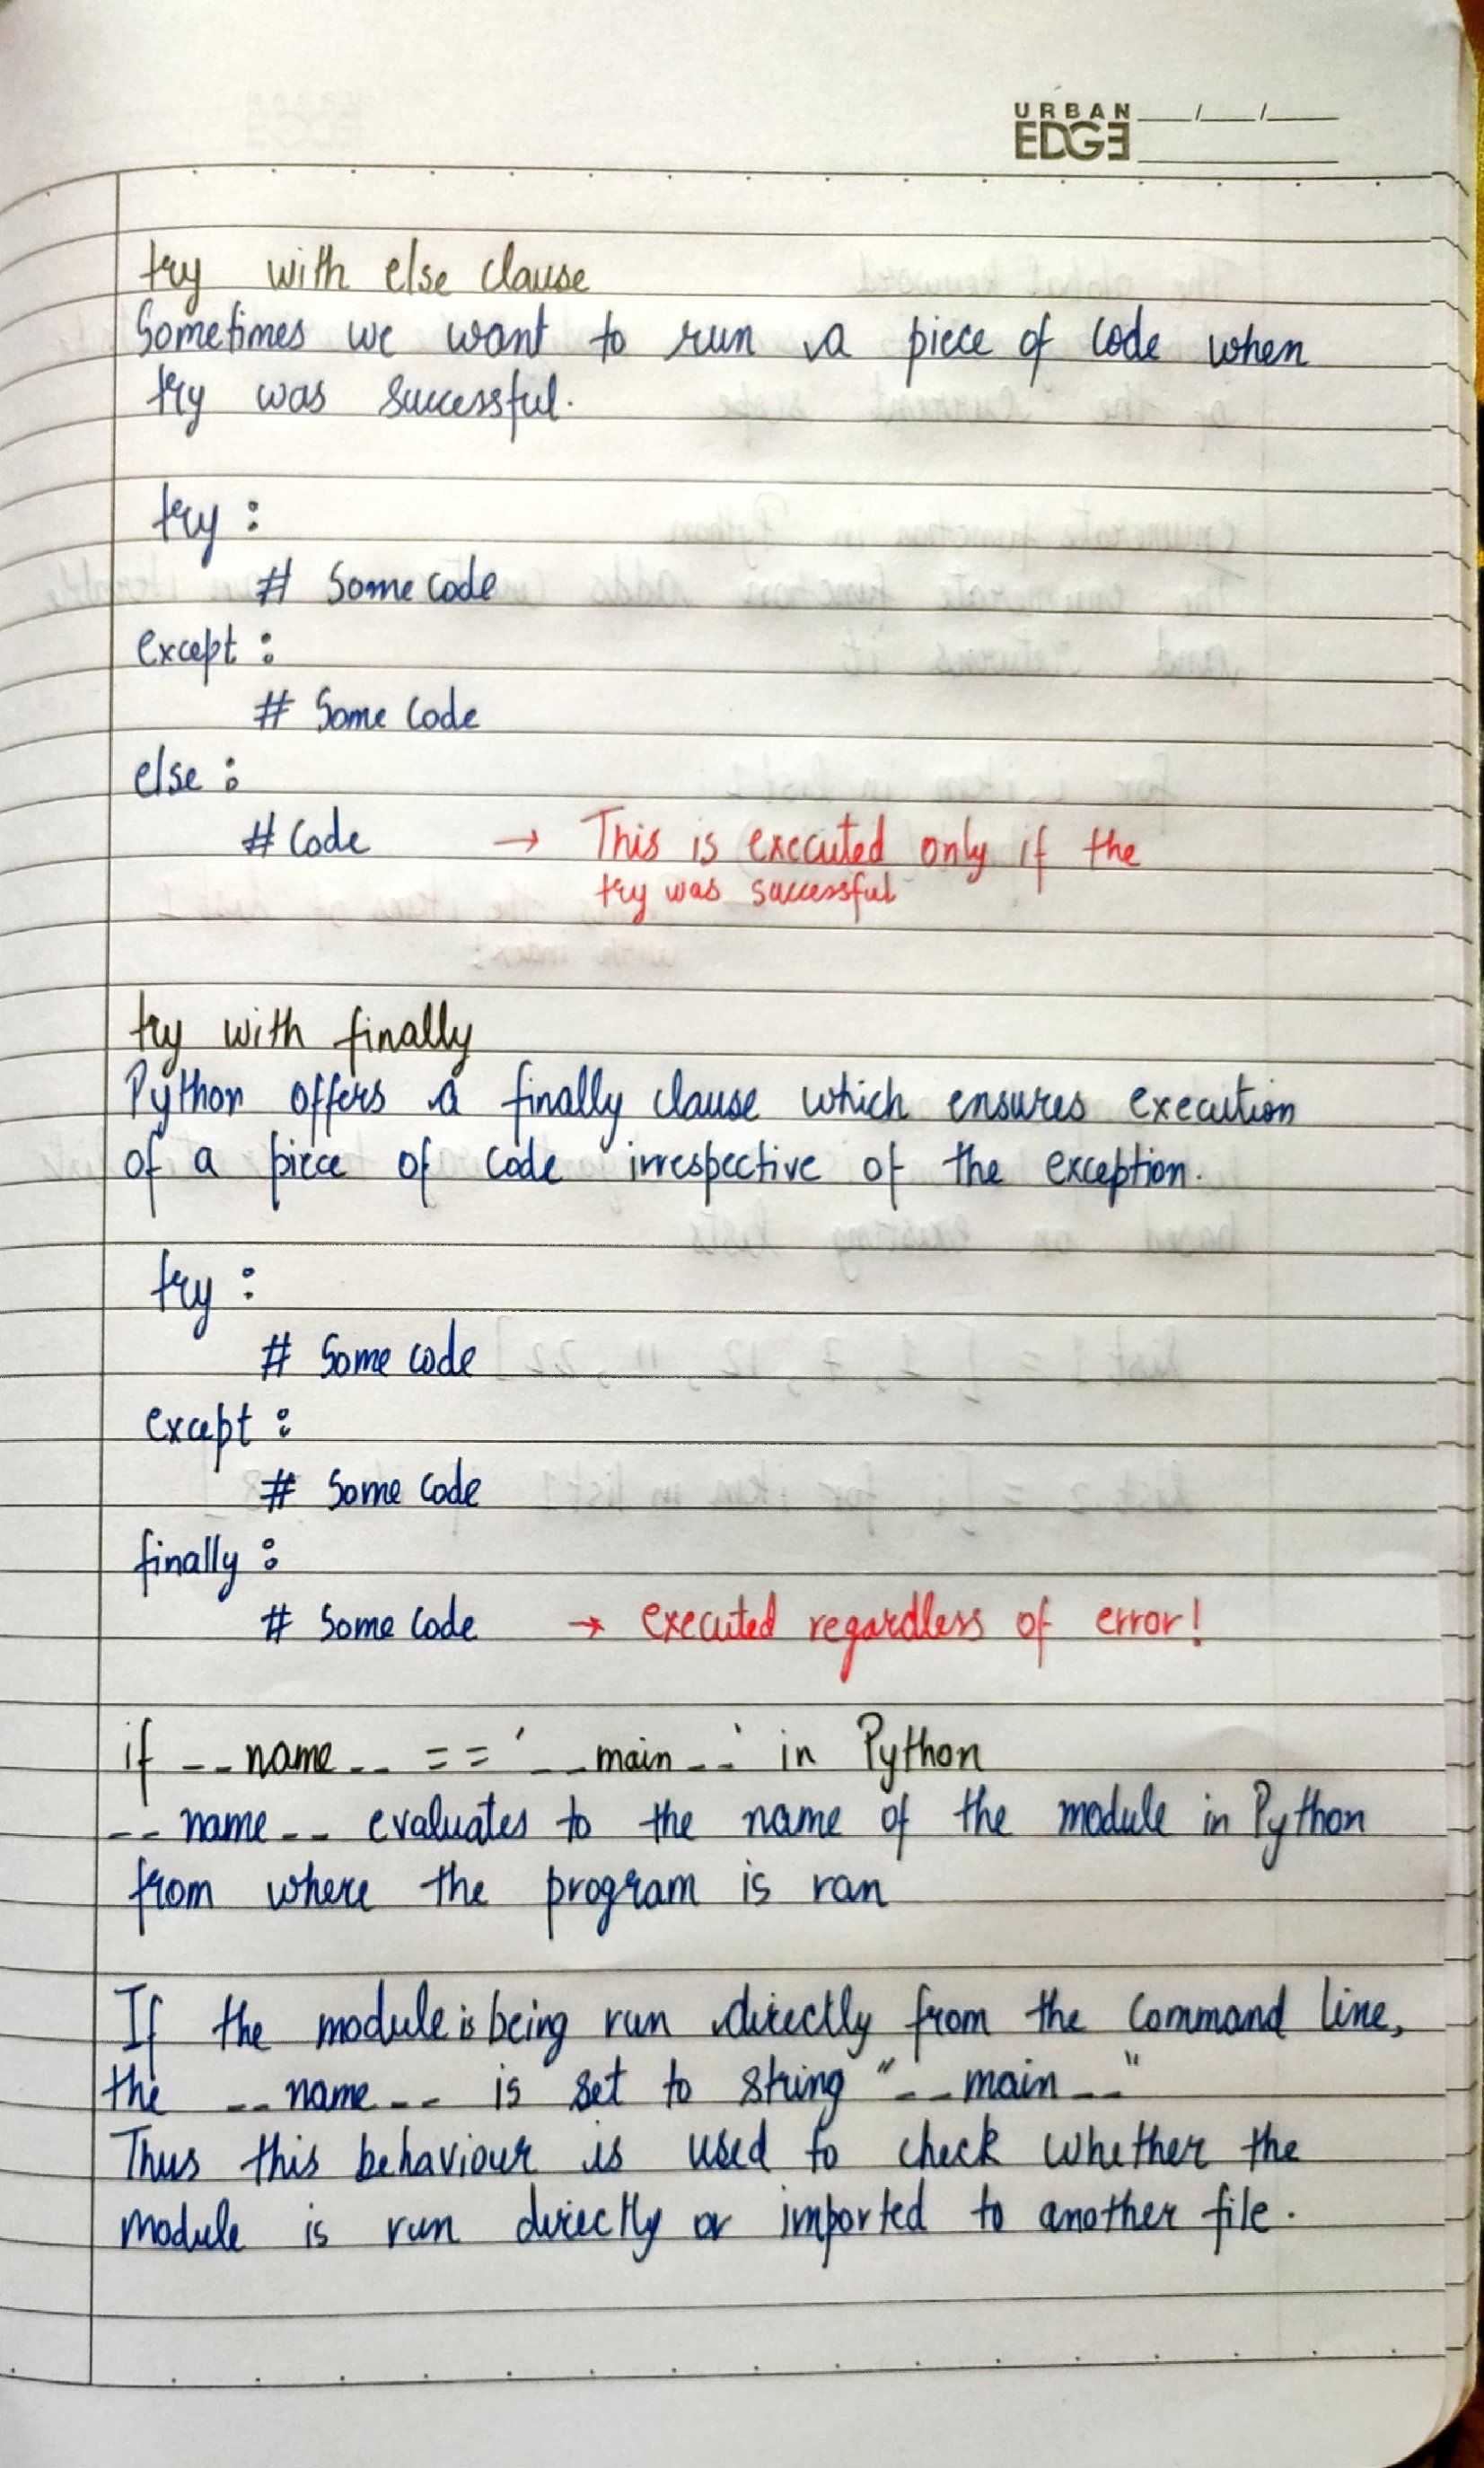 URBAN
EDGE
try with else clause
Sometimes we want to run a piece of code when
try was successful.
try :
# Some code
except :
# Some code
else :
# Code → This is executed only if the
try was successful
try with finally
Python offers a finally clause which ensures execution
of a piece of code irrespective of the exception.
try :
# Some code
except :
# Some code
finally :
# Some code → executed regardless of error!
if __name__ == '__main__' in Python
__name__ evaluates to the name of the module in Python
from where the program is ran
If the module is being run directly from the command line,
the __name__ is set to string "__main__"
Thus this behaviour is used to check whether the
module is run directly or imported to another file.